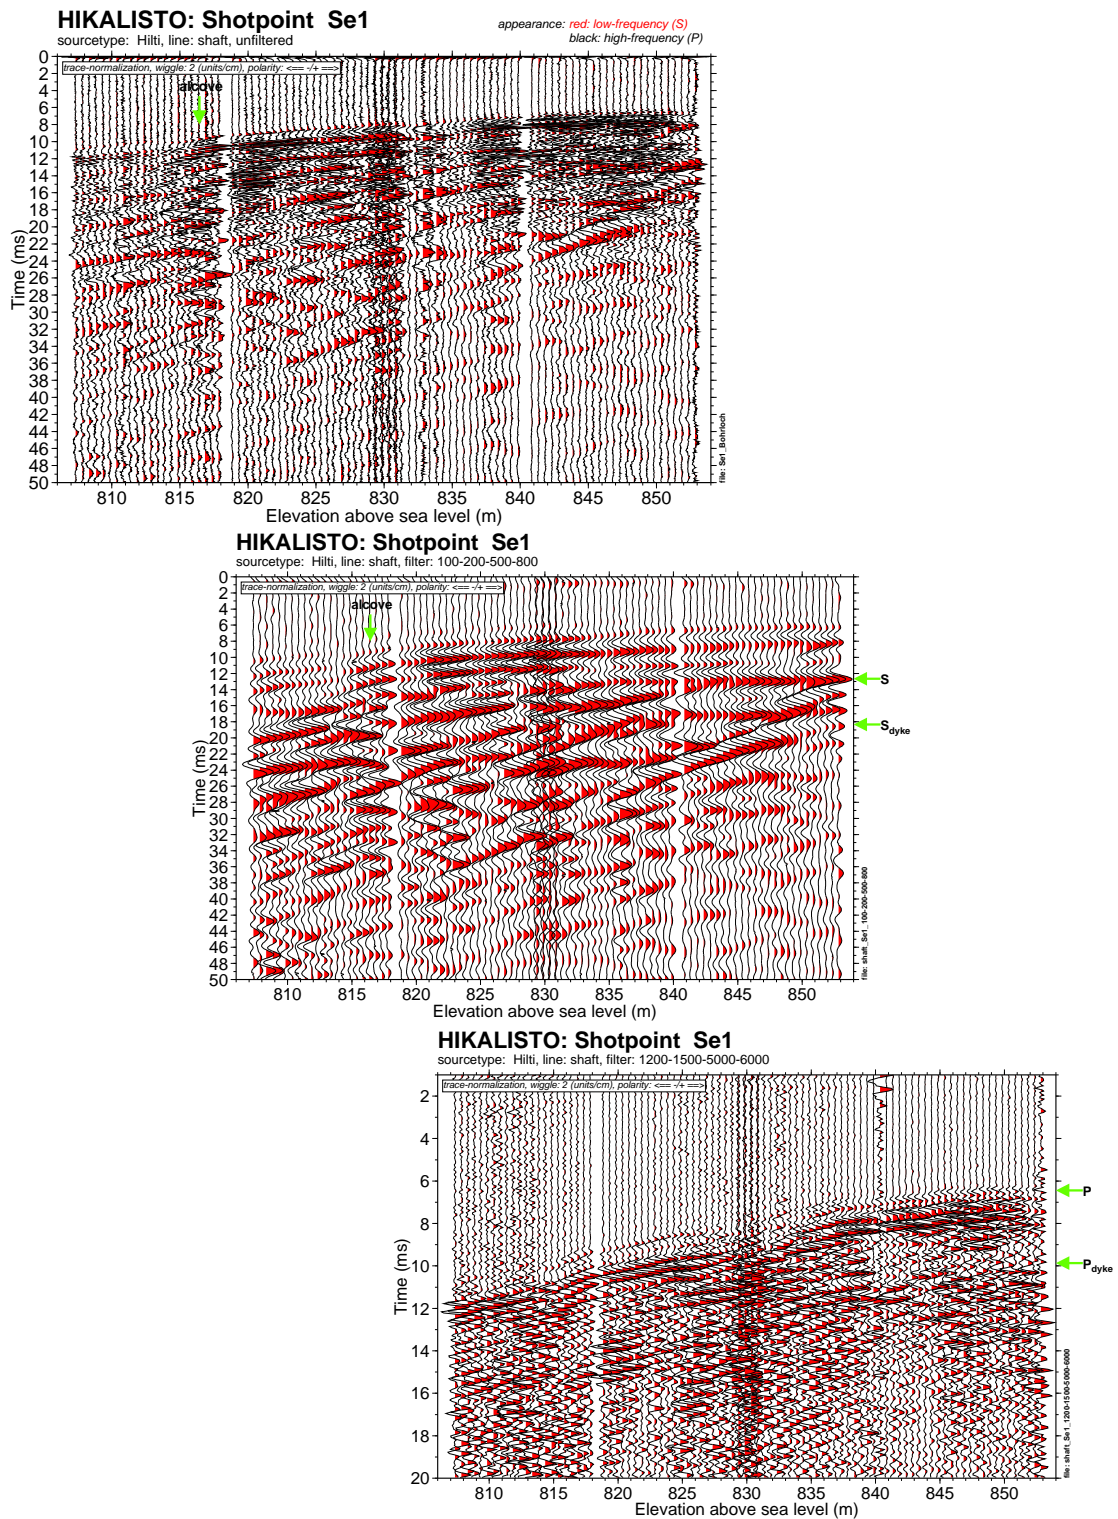 HIKALISTO: Shotpoint Se1
sourcetype: Hilti, line: shaft, unfiltered
appearance: red: low-frequency (S)
black: high-frequency (P)
trace-normalization, wiggle: 2 (units/cm), polarity: <== -/+ ==>
alcove
0
2
4
6
8
10
12
14
16
18
20
22
24
26
28
30
32
34
36
38
40
42
44
46
48
50
Time (ms)
810 815 820 825 830 835 840 845 850
Elevation above sea level (m)
file: Se1_Bohrloch
HIKALISTO: Shotpoint Se1
sourcetype: Hilti, line: shaft, filter: 100-200-500-800
trace-normalization, wiggle: 2 (units/cm), polarity: <== -/+ ==>
alcove
0
2
4
6
8
10
12
14
16
18
20
22
24
26
28
30
32
34
36
38
40
42
44
46
48
50
Time (ms)
S
Sdyke
810 815 820 825 830 835 840 845 850
Elevation above sea level (m)
file: shaft_Se1_100-200-500-800
HIKALISTO: Shotpoint Se1
sourcetype: Hilti, line: shaft, filter: 1200-1500-5000-6000
trace-normalization, wiggle: 2 (units/cm), polarity: <== -/+ ==>
2
4
6
8
10
12
14
16
18
20
Time (ms)
P
Pdyke
810 815 820 825 830 835 840 845 850
Elevation above sea level (m)
file: shaft_Se1_1200-1500-5000-6000